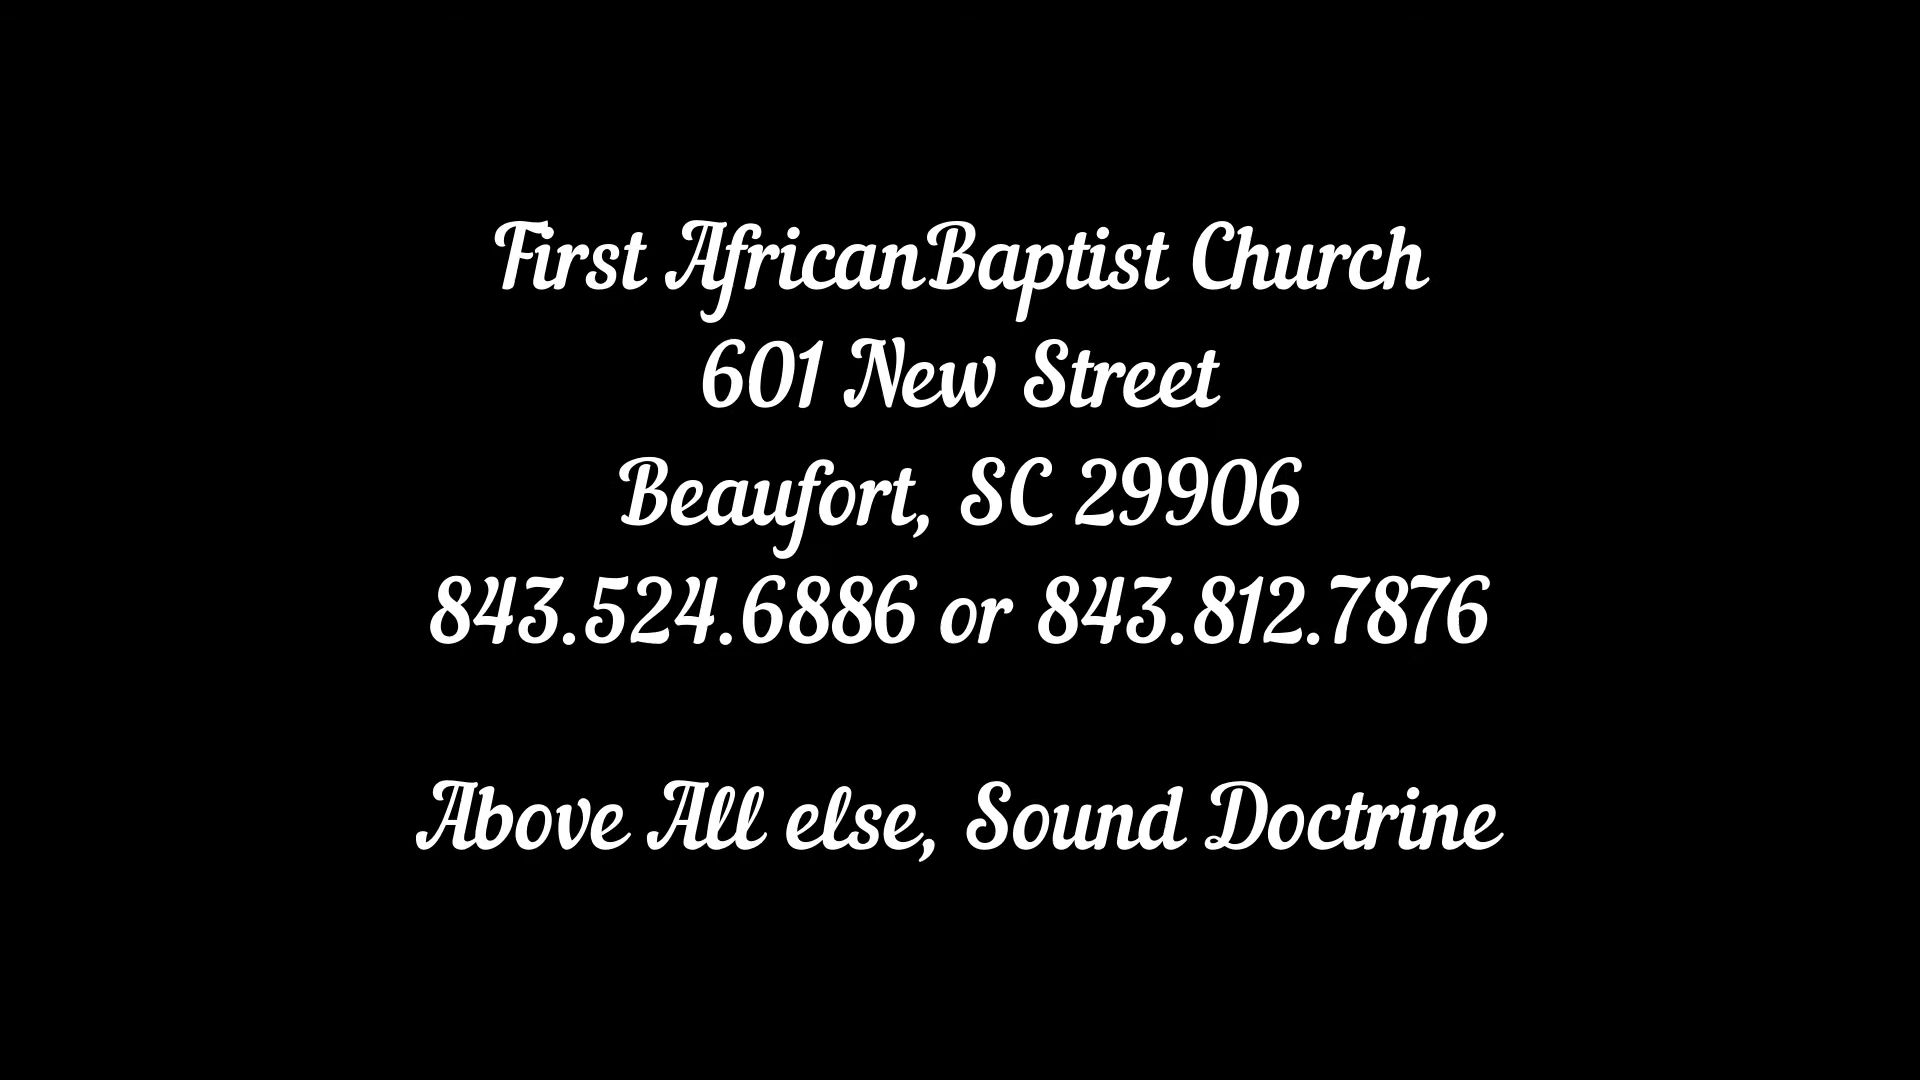 First AfricanBaptist Church
601 New Street
Beaufort, SC 29906
843.524.6886 or 843.812.7876
Above All else, Sound Doctrine